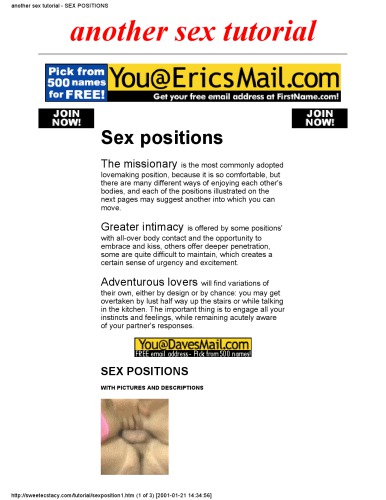 another sex tutorial - SEX POSITIONS
another sex tutorial
Pick from
500 names
for FREE!
You@EricsMail.com
Get your free email address at FirstName.com!
JOIN
NOW!
JOIN
NOW!
Sex positions
The missionary is the most commonly adopted
lovemaking position, because it is so comfortable, but
there are many different ways of enjoying each other's
bodies, and each of the positions illustrated on the
next pages may suggest another into which you can
move.
Greater intimacy is offered by some positions'
with all-over body contact and the opportunity to
embrace and kiss, others offer deeper penetration,
some are quite difficult to maintain, which creates a
certain sense of urgency and excitement.
Adventurous lovers will find variations of
their own, either by design or by chance: you may get
overtaken by lust half way up the stairs or while talking
in the kitchen. The important thing is to engage all your
instincts and feelings, while remaining acutely aware
of your partner's responses.
You@DavesMail.com
FREE email address - Pick from 500 names!
SEX POSITIONS
WITH PICTURES AND DESCRIPTIONS
http://sweetecstacy.com/tutorial/sexposition1.htm (1 of 3) [2001-01-21 14:34:56]